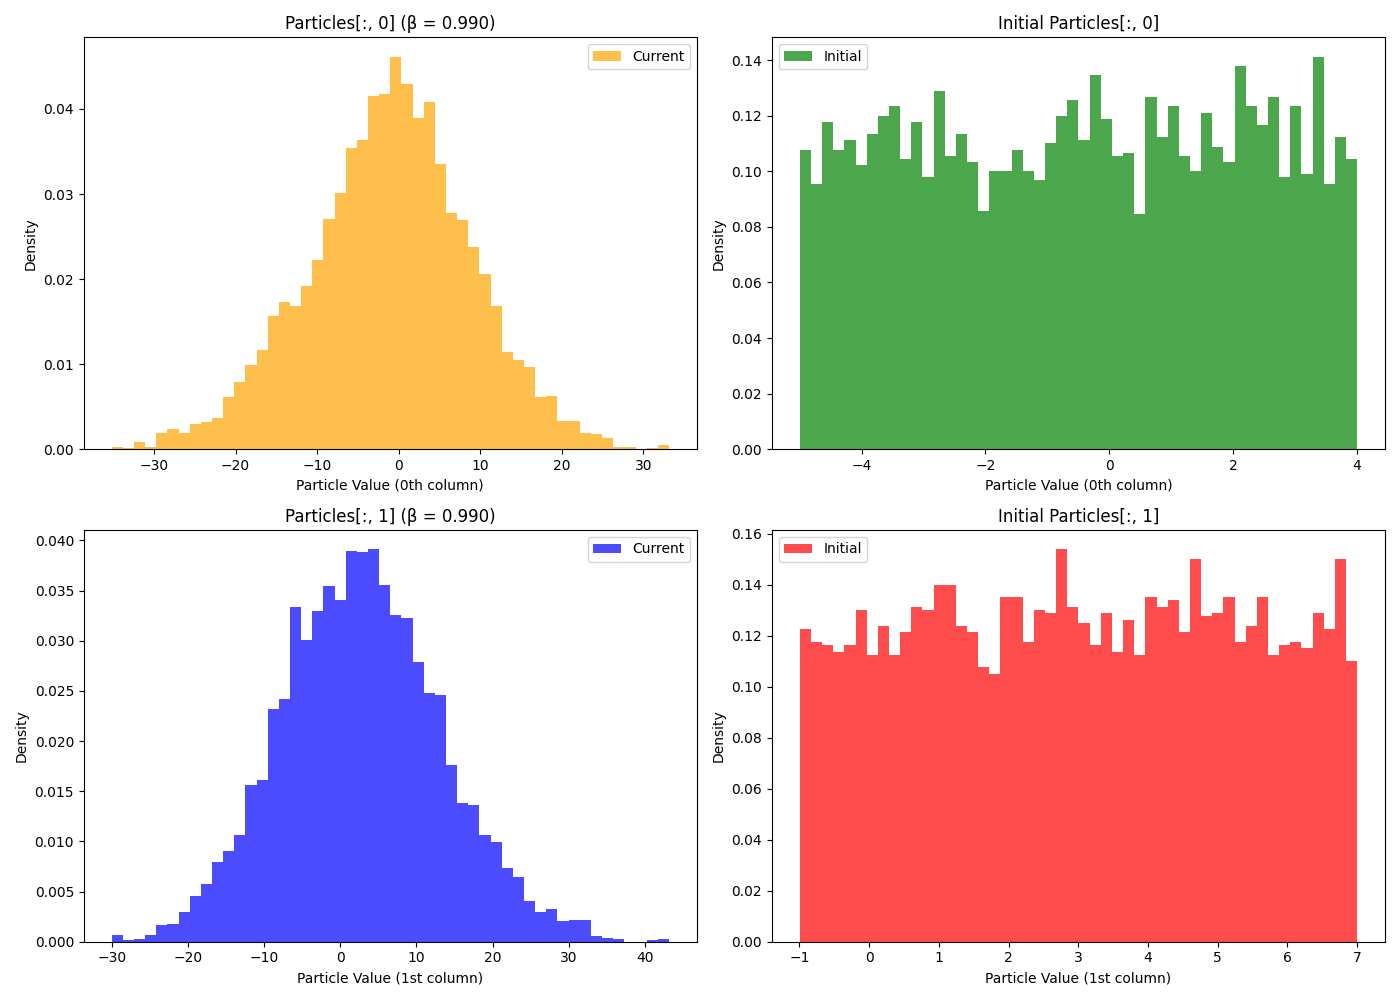 Particles[:, 0] (β = 0.990)
Current
Density
0.04
0.03
0.02
0.01
0.00
−30 −20 −10 0 10 20 30
Particle Value (0th column)
Initial Particles[:, 0]
Initial
Density
0.14
0.12
0.10
0.08
0.06
0.04
0.02
0.00
−4 −2 0 2 4
Particle Value (0th column)
Particles[:, 1] (β = 0.990)
Current
Density
0.040
0.035
0.030
0.025
0.020
0.015
0.010
0.005
0.000
−30 −20 −10 0 10 20 30 40
Particle Value (1st column)
Initial Particles[:, 1]
Initial
Density
0.16
0.14
0.12
0.10
0.08
0.06
0.04
0.02
0.00
−1 0 1 2 3 4 5 6 7
Particle Value (1st column)